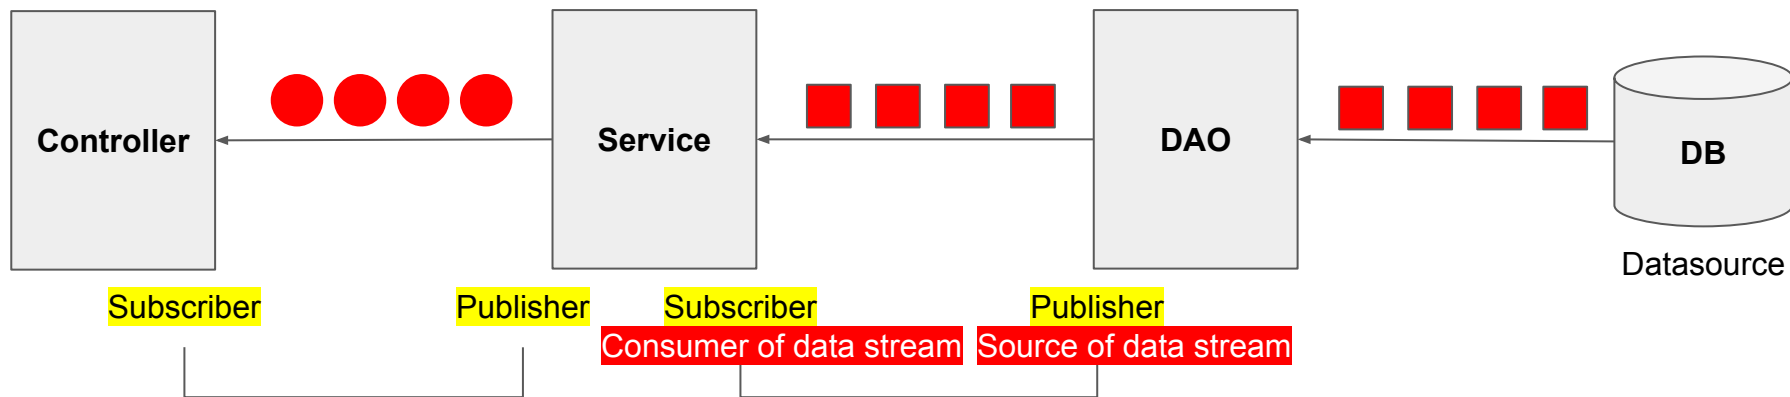 Controller
Service
DAO
DB
Datasource
Subscriber
Publisher
Subscriber
Publisher
Consumer of data stream
Source of data stream